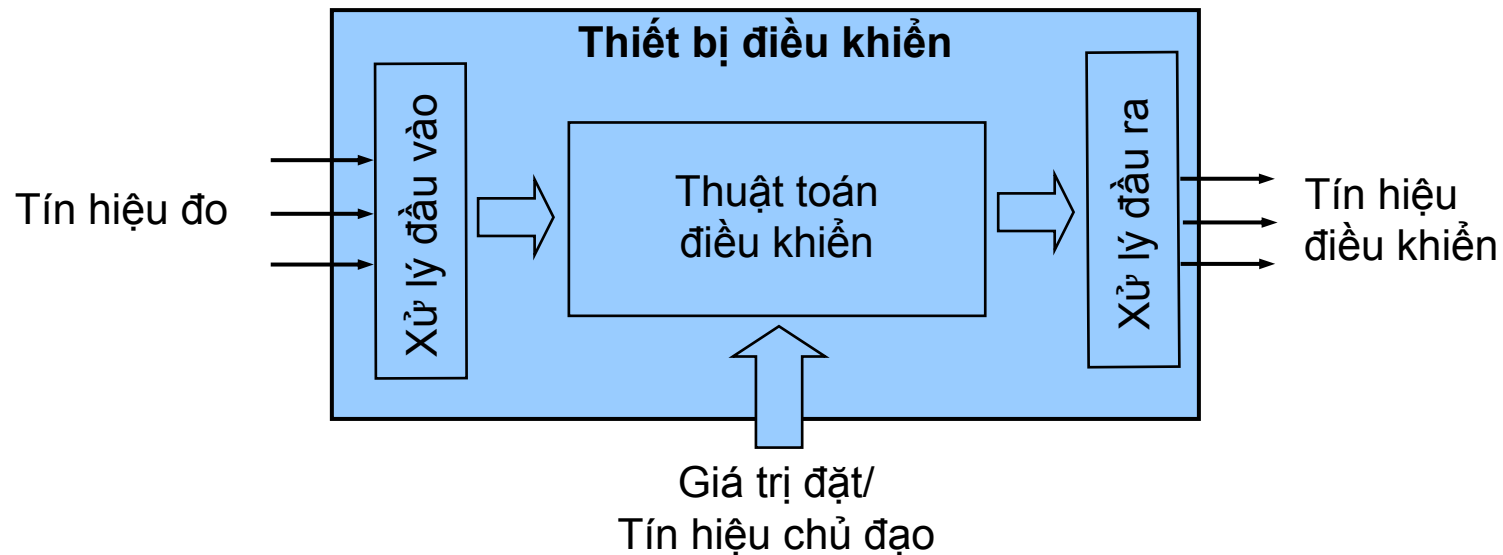 Thiết bị điều khiển
Tín hiệu đo
Xử lý đầu vào
Thuật toán
điều khiển
Xử lý đầu ra
Tín hiệu
điều khiển
Giá trị đặt/
Tín hiệu chủ đạo